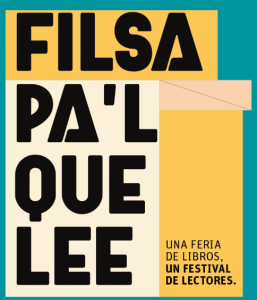 FILSA
PA'L
QUE
LEE
UNA FERIA
DE LIBROS,
UN FESTIVAL
DE LECTORES.